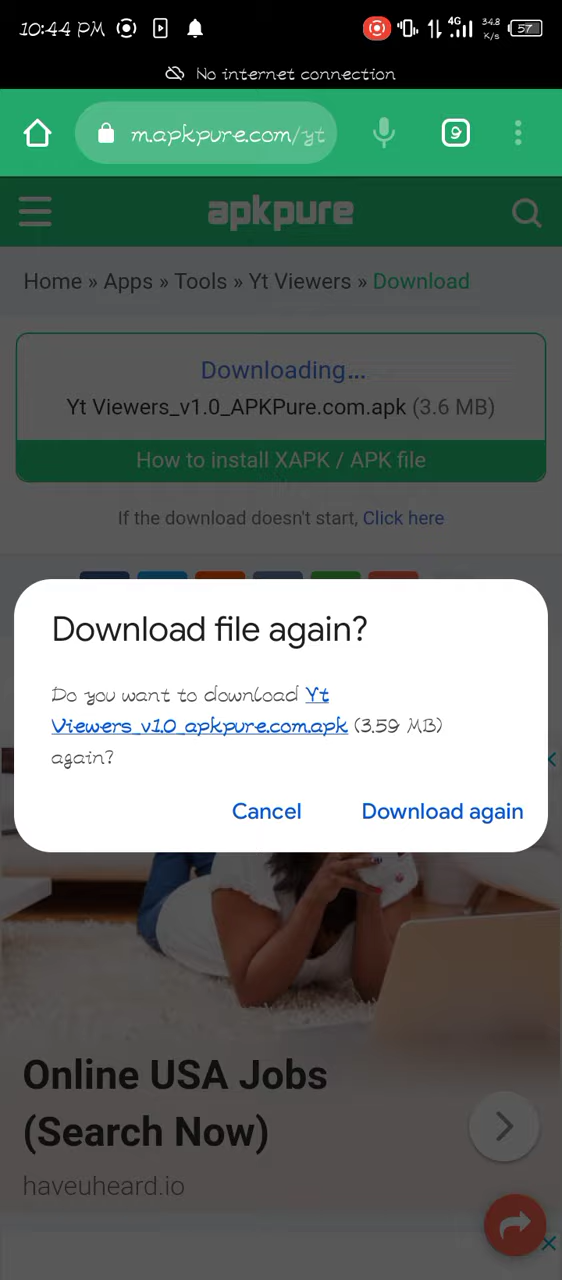 10:44 PM
34.8 K/s
4G
57
No internet connection
m.apkpure.com/yt
9
apkpure
Home » Apps » Tools » Yt Viewers » Download
Downloading...
Yt Viewers_v1.0_APKPure.com.apk (3.6 MB)
How to install XAPK / APK file
If the download doesn't start, Click here
Download file again?
Do you want to download Yt
Viewers_v1.0_apkpure.com.apk (3.59 MB)
again?
Cancel Download again
Online USA Jobs
(Search Now)
haveuheard.io